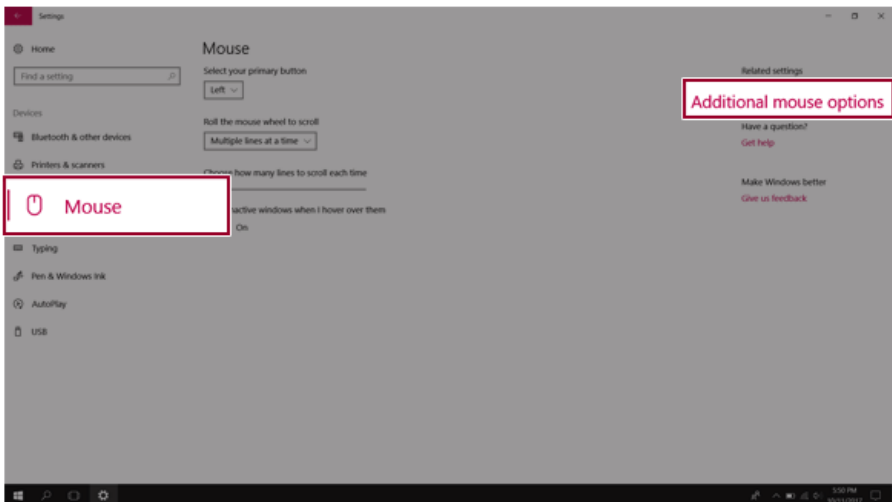 Settings
Home
Find a setting
Devices
Bluetooth & other devices
Printers & scanners
Mouse
Typing
Pen & Windows Ink
AutoPlay
USB
Mouse
Select your primary button
Left
Roll the mouse wheel to scroll
Multiple lines at a time
Choose how many lines to scroll each time
active windows when I hover over them
On
Related settings
Additional mouse options
Have a question?
Get help
Make Windows better
Give us feedback
5:50 PM